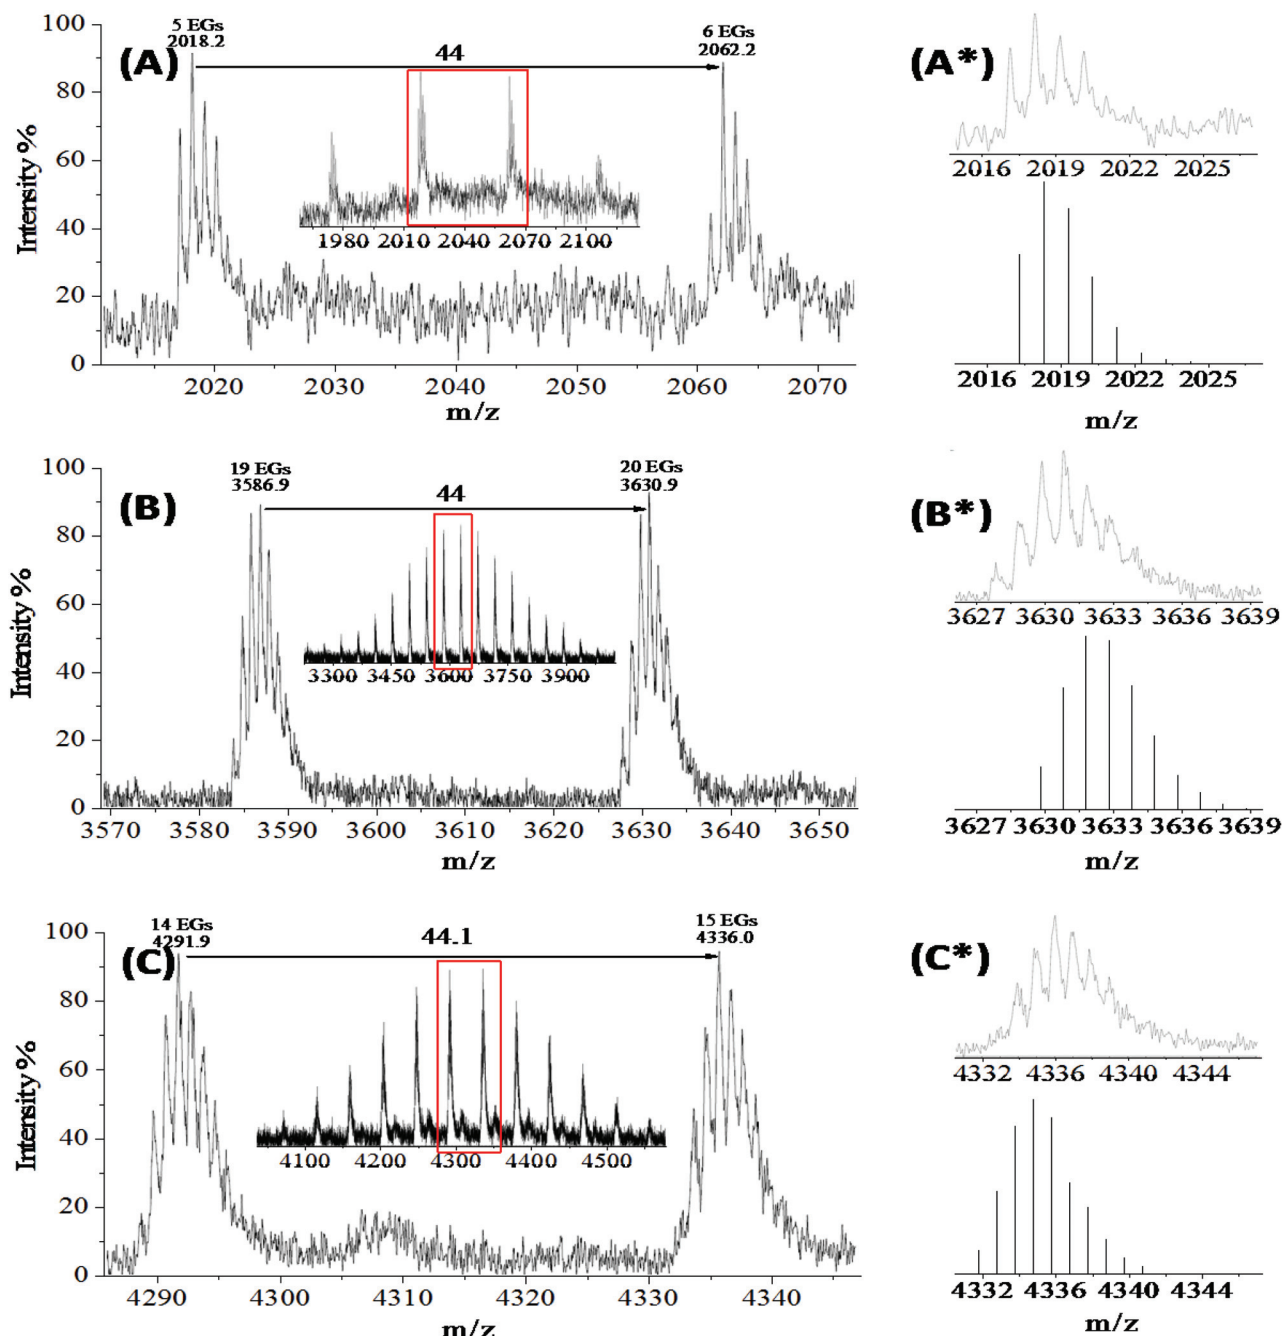 (A)
5 EGs
2018.2
44
6 EGs
2062.2
Intensity %
100
80
60
40
20
0
1980 2010 2040 2070 2100
2020 2030 2040 2050 2060 2070
m/z
(A*)
2016 2019 2022 2025
2016 2019 2022 2025
m/z
(B)
19 EGs
3586.9
44
20 EGs
3630.9
Intensity %
100
80
60
40
20
0
3300 3450 3600 3750 3900
3570 3580 3590 3600 3610 3620 3630 3640 3650
m/z
(B*)
3627 3630 3633 3636 3639
3627 3630 3633 3636 3639
m/z
(C)
14 EGs
4291.9
44.1
15 EGs
4336.0
Intensity %
100
80
60
40
20
0
4100 4200 4300 4400 4500
4290 4300 4310 4320 4330 4340
m/z
(C*)
4332 4336 4340 4344
4332 4336 4340 4344
m/z